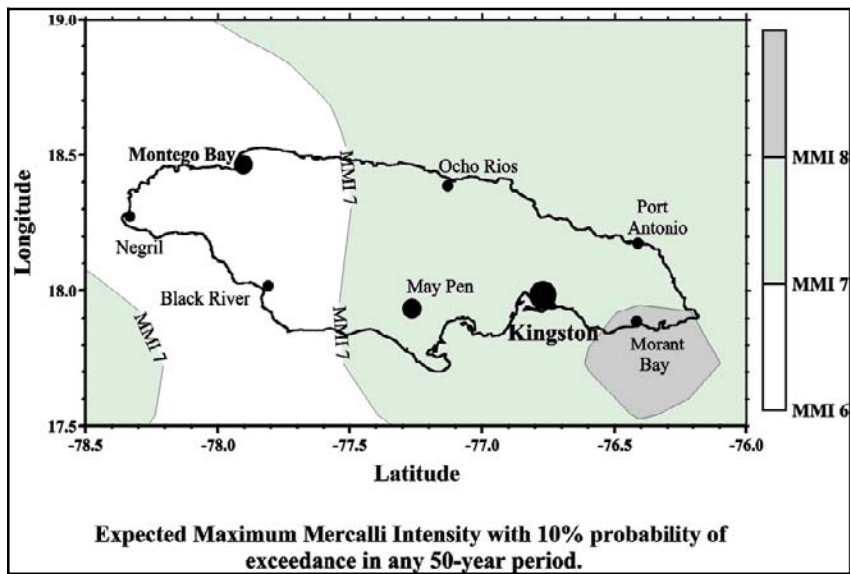 19.0
18.5
18.0
17.5
Longitude
Montego Bay
MMI 7
Ocho Rios
Port
Antonio
Negril
Black River
May Pen
Kingston
Morant
Bay
MMI 7
MMI 7
MMI 8
MMI 7
MMI 6
-78.5
-78.0
-77.5
-77.0
-76.5
-76.0
Latitude
Expected Maximum Mercalli Intensity with 10% probability of
exceedance in any 50-year period.